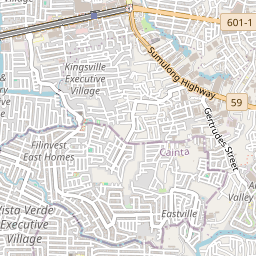 601-1
Sumulong Highway
Kingsville
Executive
Village
59
Gertrudes Street
Filinvest
East Homes
Cainta
Valley
Vista Verde
Executive
Village
Eastville